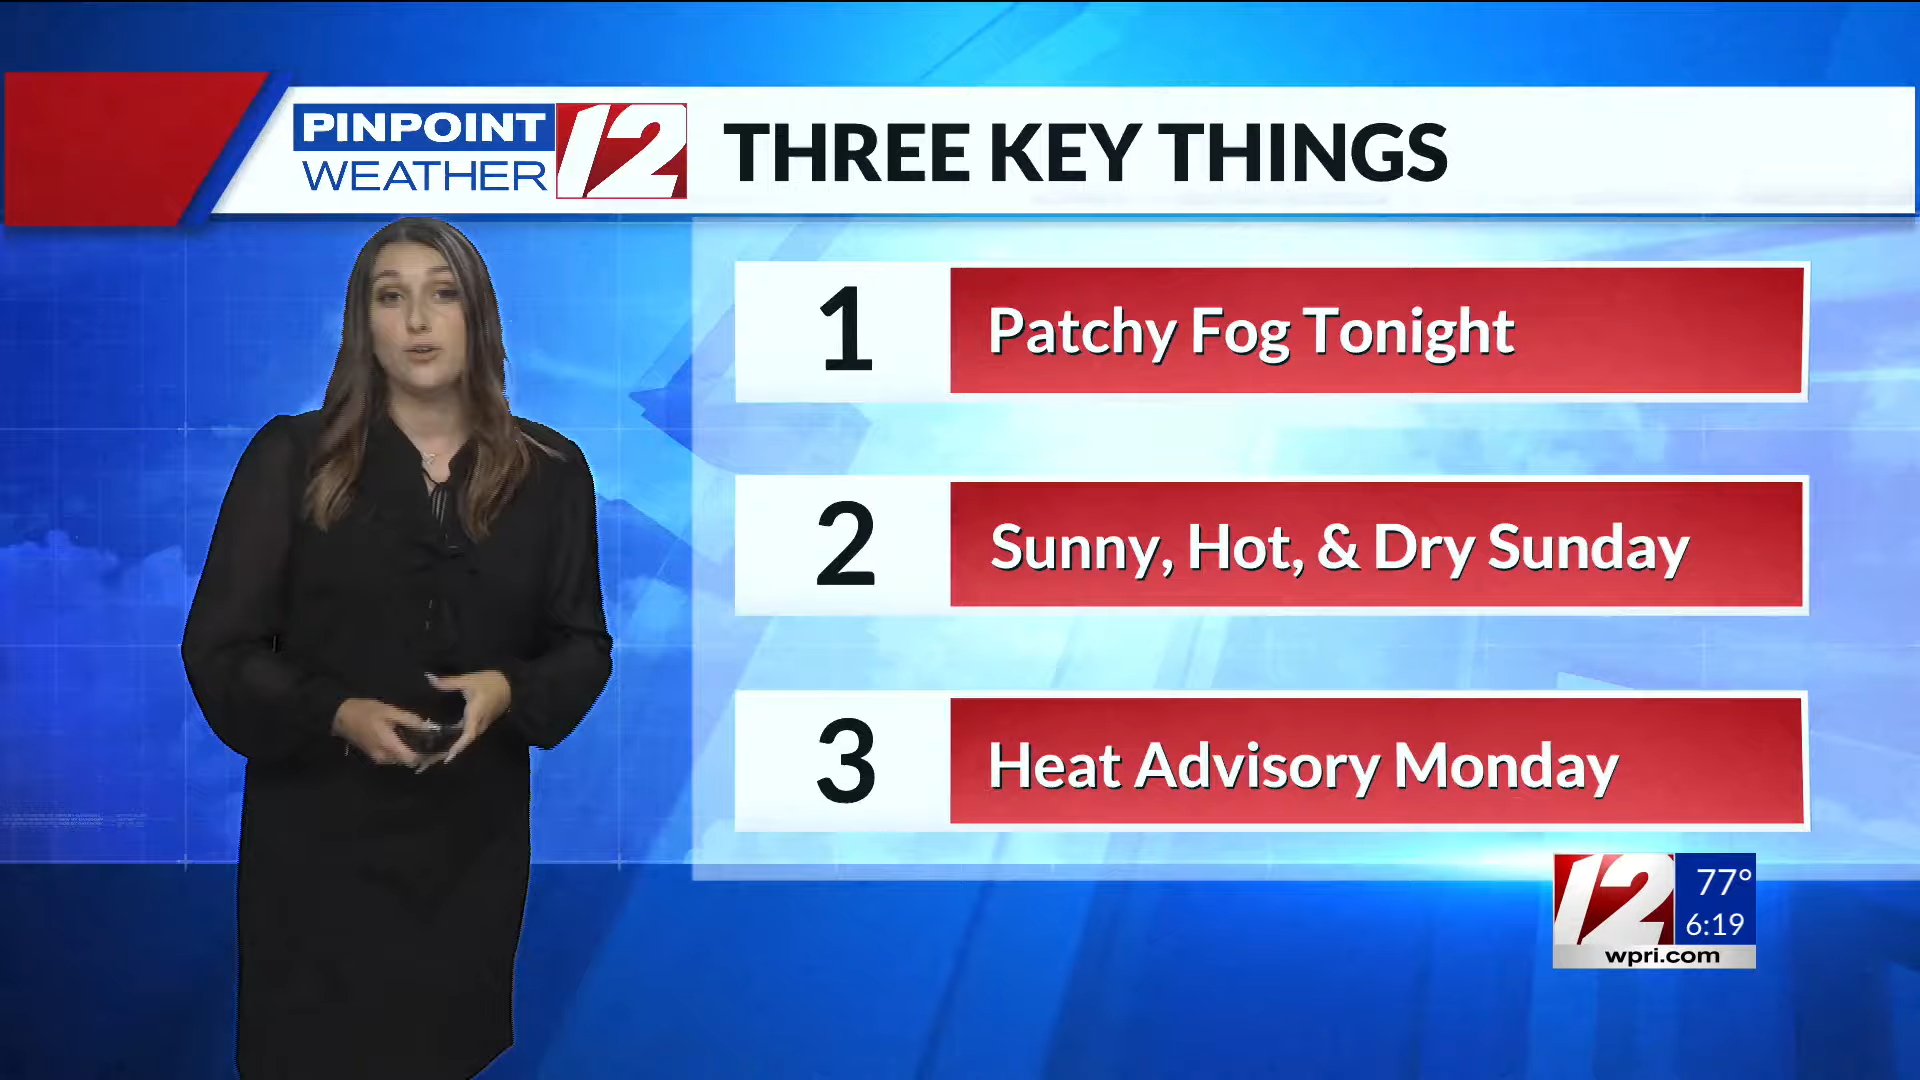 PINPOINT
WEATHER
12
THREE KEY THINGS
1
Patchy Fog Tonight
2
Sunny, Hot, & Dry Sunday
3
Heat Advisory Monday
12
77°
6:19
wpri.com